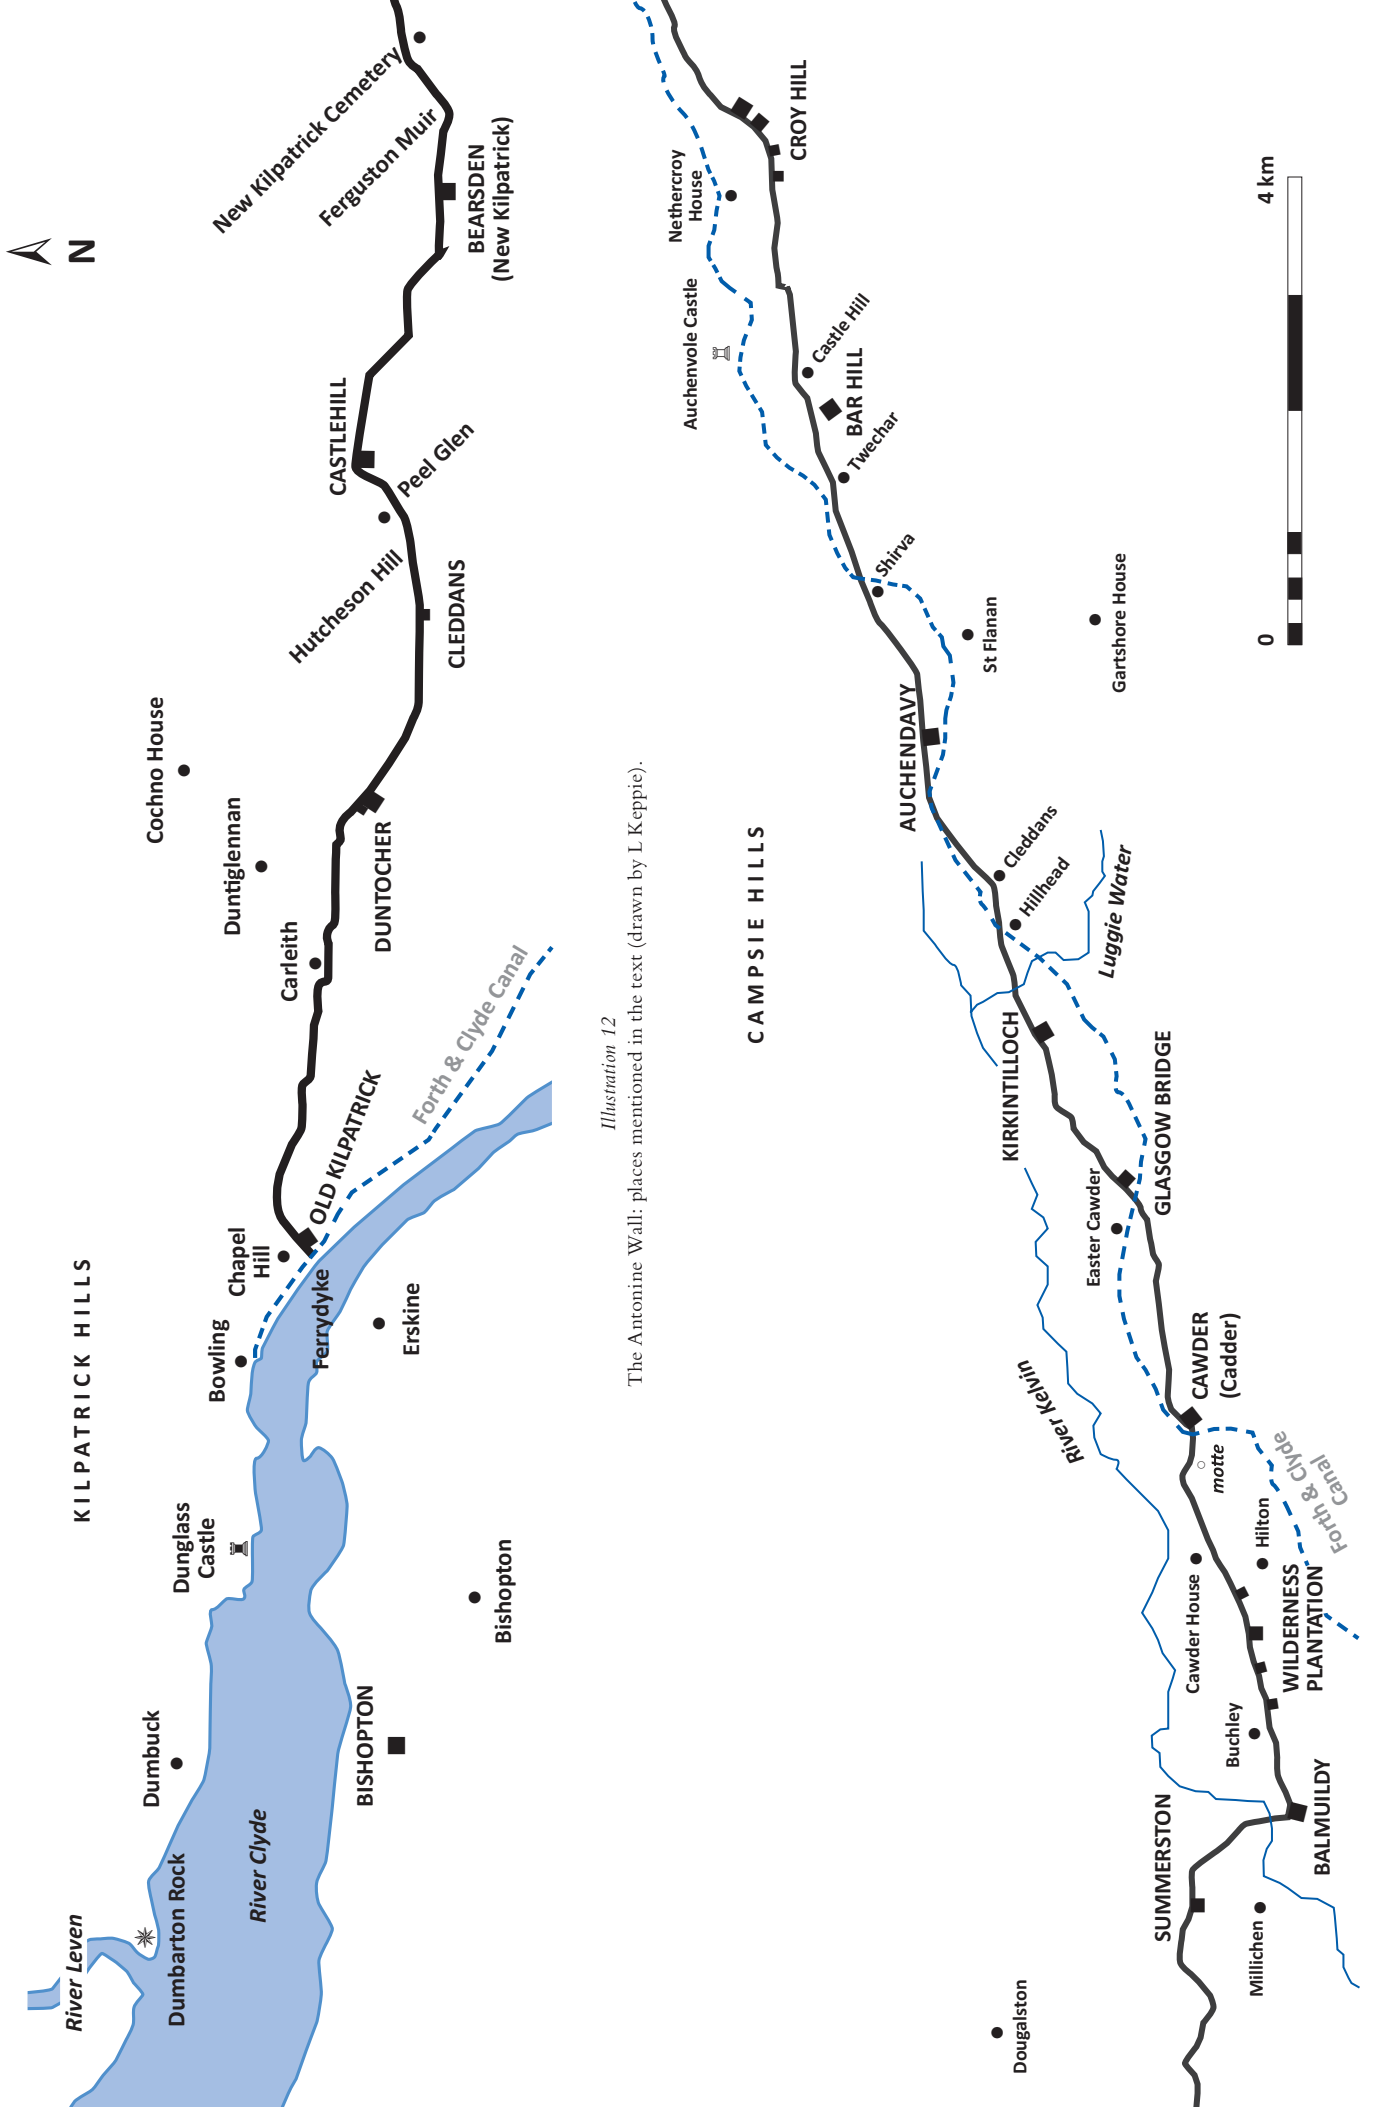 KILPATRICK HILLS
N
River Leven
Dumbarton Rock
River Clyde
Dumbuck
BISHOPTON
Bishopton
Dunglass
Castle
Bowling
Chapel
Hill
Ferrydyke
Erskine
OLD KILPATRICK
Forth & Clyde Canal
Carleith
Duntiglennan
Cochno House
DUNTOCHER
CLEDDANS
Hutcheson Hill
Peel Glen
CASTLEHILL
BEARSDEN
(New Kilpatrick)
Ferguston Muir
New Kilpatrick Cemetery
Illustration 12
The Antonine Wall: places mentioned in the text (drawn by L Keppie).
CAMPSIE HILLS
Dougalston
SUMMERSTON
Millichen
BALMUILDY
Buchley
WILDERNESS
PLANTATION
Cawder House
Hilton
motte
Forth & Clyde
Canal
CAWDER
(Cadder)
River Kelvin
Easter Cawder
GLASGOW BRIDGE
KIRKINTILLOCH
Luggie Water
Hillhead
Cleddans
AUCHENDAVY
St Flanan
Gartshore House
Shirva
Twechar
BAR HILL
Castle Hill
Auchenvole Castle
Nethercroy
House
CROY HILL
0
4 km